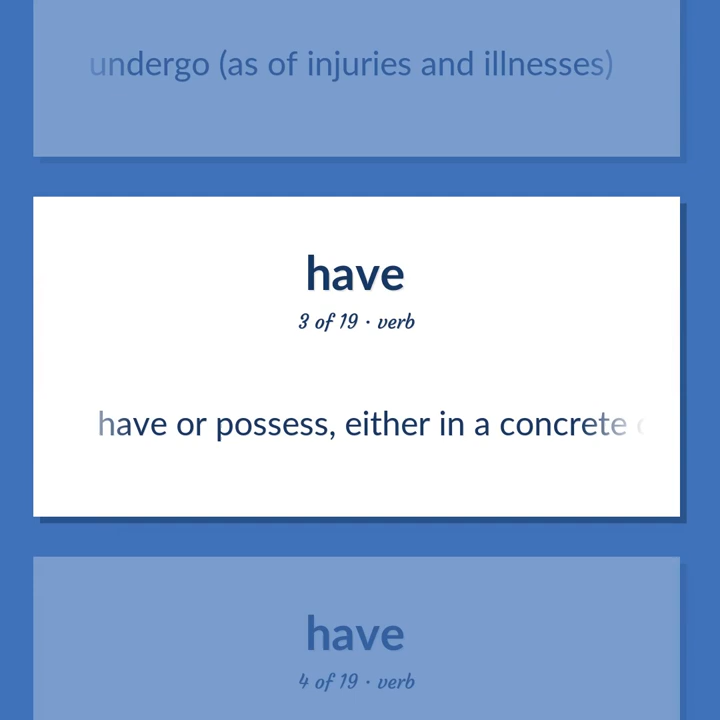 undergo (as of injuries and illnesses)
have
3 of 19 · verb
have or possess, either in a concrete
have
4 of 19 · verb